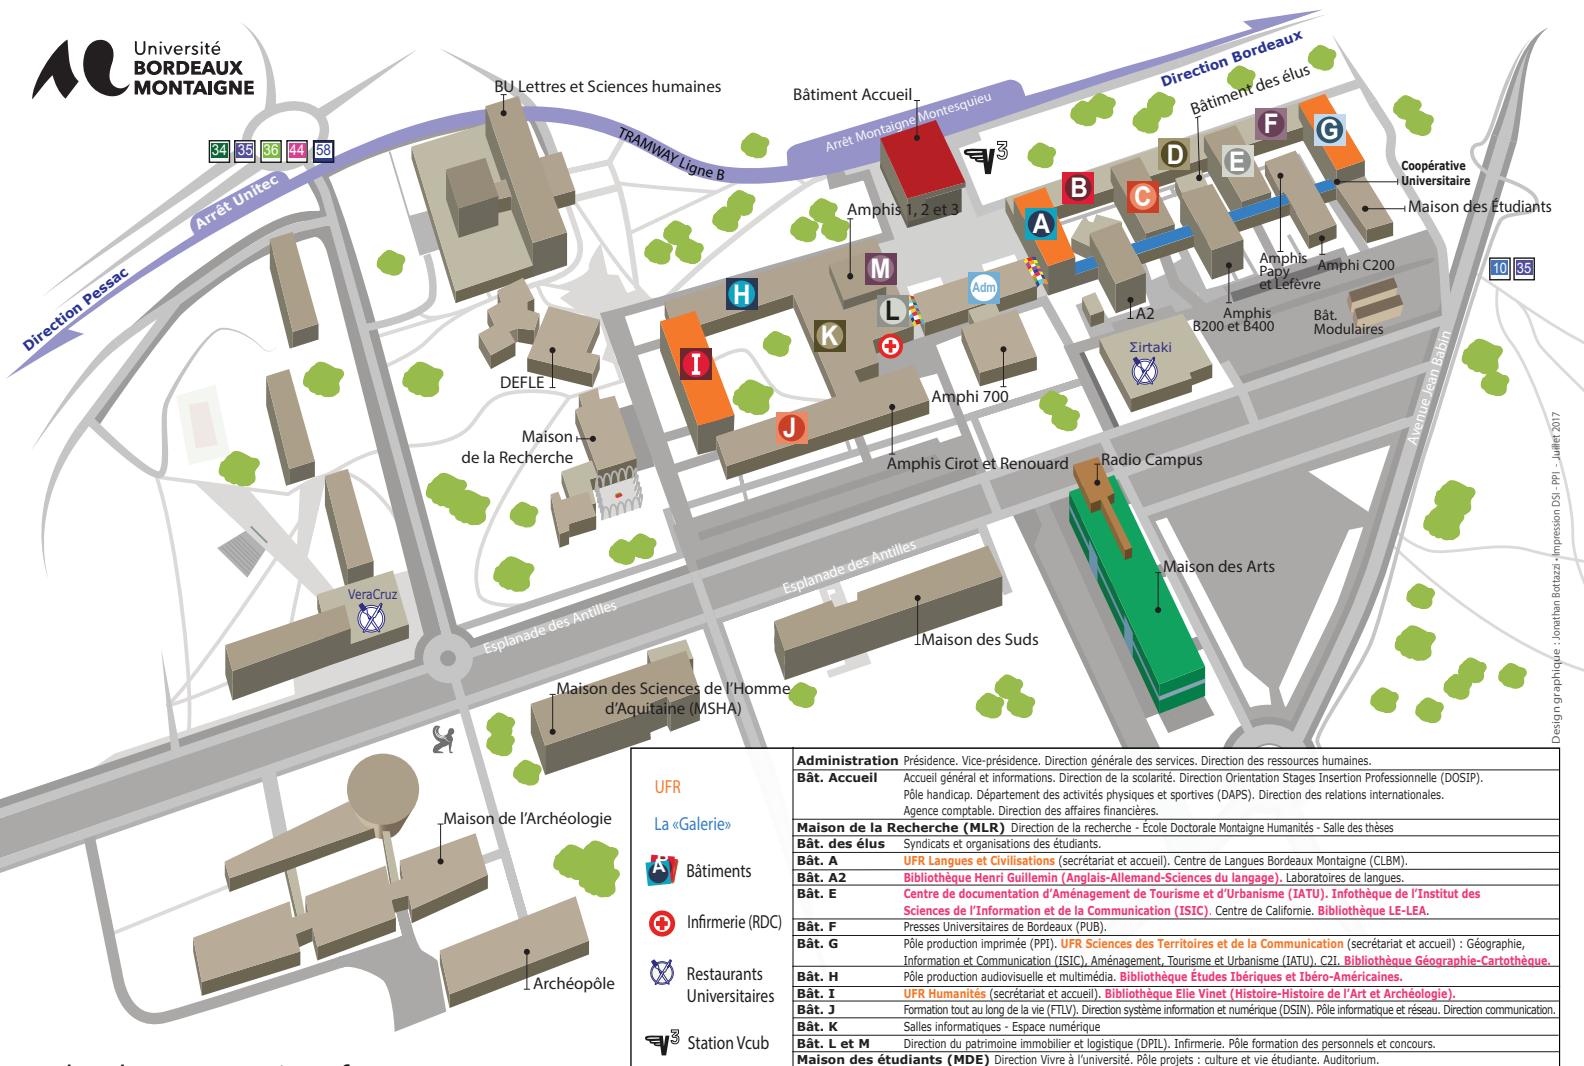 Université
BORDEAUX
MONTAIGNE
34 35 36 44 58
Direction Pessac
Arrêt Unitec
BU Lettres et Sciences humaines
TRAMWAY Ligne B
Bâtiment Accueil
Arrêt Montaigne Montesquieu
V3
Direction Bordeaux
Bâtiment des élus
F
G
D
E
B
C
A
Coopérative
Universitaire
Maison des Étudiants
Amphis 1, 2 et 3
M
H
Adm
L
K
I
J
Amphis
Papy
et Lefèvre
Amphi C200
10 35
A2
Amphis
B200 et B400
Bât.
Modulaires
Σirtaki
DEFLE
Amphi 700
Maison
de la Recherche
Amphis Cirot et Renouard
Radio Campus
Avenue Jean Babin
Maison des Arts
Esplanade des Antilles
Esplanade des Antilles
VeraCruz
Maison des Suds
Maison des Sciences de l'Homme
d'Aquitaine (MSHA)
Maison de l'Archéologie
Archéopôle
Design graphique : Jonathan Bottazzi - Impression DSI - PPI - Juillet 2017
UFR
La «Galerie»
A
Bâtiments
Infirmerie (RDC)
Restaurants
Universitaires
V3 Station Vcub
Administration Présidence. Vice-présidence. Direction générale des services. Direction des ressources humaines.
Bât. Accueil Accueil général et informations. Direction de la scolarité. Direction Orientation Stages Insertion Professionnelle (DOSIP).
Pôle handicap. Département des activités physiques et sportives (DAPS). Direction des relations internationales.
Agence comptable. Direction des affaires financières.
Maison de la Recherche (MLR) Direction de la recherche - École Doctorale Montaigne Humanités - Salle des thèses
Bât. des élus Syndicats et organisations des étudiants.
Bât. A UFR Langues et Civilisations (secrétariat et accueil). Centre de Langues Bordeaux Montaigne (CLBM).
Bât. A2 Bibliothèque Henri Guillemin (Anglais-Allemand-Sciences du langage). Laboratoires de langues.
Bât. E Centre de documentation d'Aménagement de Tourisme et d'Urbanisme (IATU). Infothèque de l'Institut des
Sciences de l'Information et de la Communication (ISIC). Centre de Californie. Bibliothèque LE-LEA.
Bât. F Presses Universitaires de Bordeaux (PUB).
Bât. G Pôle production imprimée (PPI). UFR Sciences des Territoires et de la Communication (secrétariat et accueil) : Géographie,
Information et Communication (ISIC), Aménagement, Tourisme et Urbanisme (IATU). C2I. Bibliothèque Géographie-Cartothèque.
Bât. H Pôle production audiovisuelle et multimédia. Bibliothèque Études Ibériques et Ibéro-Américaines.
Bât. I UFR Humanités (secrétariat et accueil). Bibliothèque Elie Vinet (Histoire-Histoire de l'Art et Archéologie).
Bât. J Formation tout au long de la vie (FTLV). Direction système information et numérique (DSIN). Pôle informatique et réseau. Direction communication.
Bât. K Salles informatiques - Espace numérique
Bât. L et M Direction du patrimoine immobilier et logistique (DPIL). Infirmerie. Pôle formation des personnels et concours.
Maison des étudiants (MDE) Direction Vivre à l'université. Pôle projets : culture et vie étudiante. Auditorium.